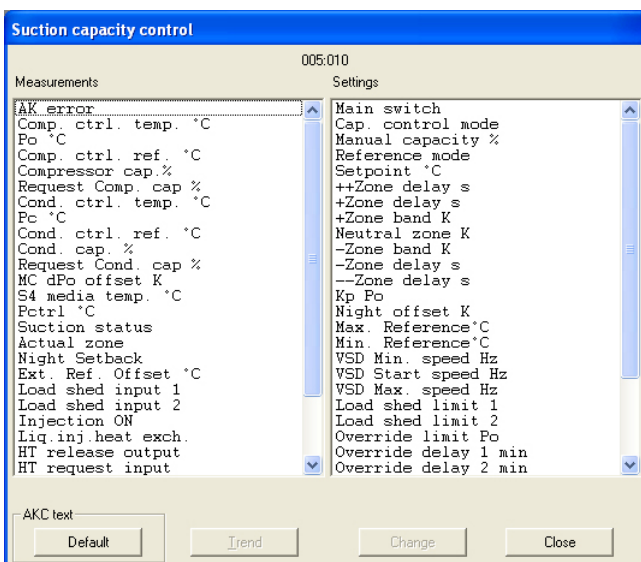 Suction capacity control
005:010
Measurements
AK error
Comp. ctrl. temp. °C
Po °C
Comp. ctrl. ref. °C
Compressor cap.%
Request Comp. cap %
Cond. ctrl. temp. °C
Pc °C
Cond. ctrl. ref. °C
Cond. cap. %
Request Cond. cap %
MC dPo offset K
S4 media temp. °C
Pctrl °C
Suction status
Actual zone
Night Setback
Ext. Ref. Offset °C
Load shed input 1
Load shed input 2
Injection ON
Liq.inj.heat exch.
HT release output
HT request input
Settings
Main switch
Cap. control mode
Manual capacity %
Reference mode
Setpoint °C
++Zone delay s
+Zone delay s
+Zone band K
Neutral zone K
-Zone band K
-Zone delay s
--Zone delay s
Kp Po
Night offset K
Max. Reference°C
Min. Reference°C
VSD Min. speed Hz
VSD Start speed Hz
VSD Max. speed Hz
Load shed limit 1
Load shed limit 2
Override limit Po
Override delay 1 min
Override delay 2 min
AKC text
Default
Trend
Change
Close